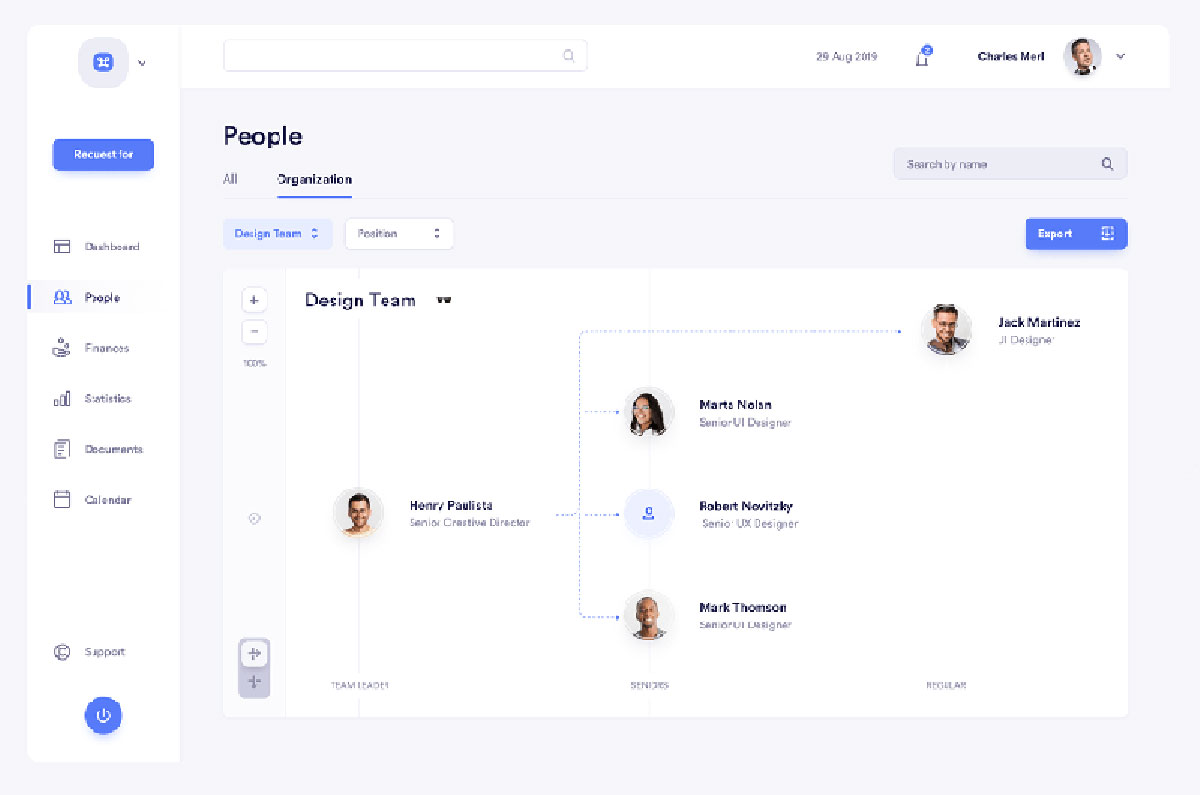 29 Aug 2019
2
Charles Merl
Recuest for
Dashboard
People
Finances
Statistics
Documents
Calendar
Support
People
All
Organization
Search by name
Design Team
Position
Export
+
−
100%
Design Team
Jack Martinez
UI Designer
Marta Nolan
Senior UI Designer
Henry Paulista
Senior Creative Director
Robert Novitzky
Senior UX Designer
Mark Thomson
Senior UI Designer
TEAM LEADER
SENIORS
REGULAR